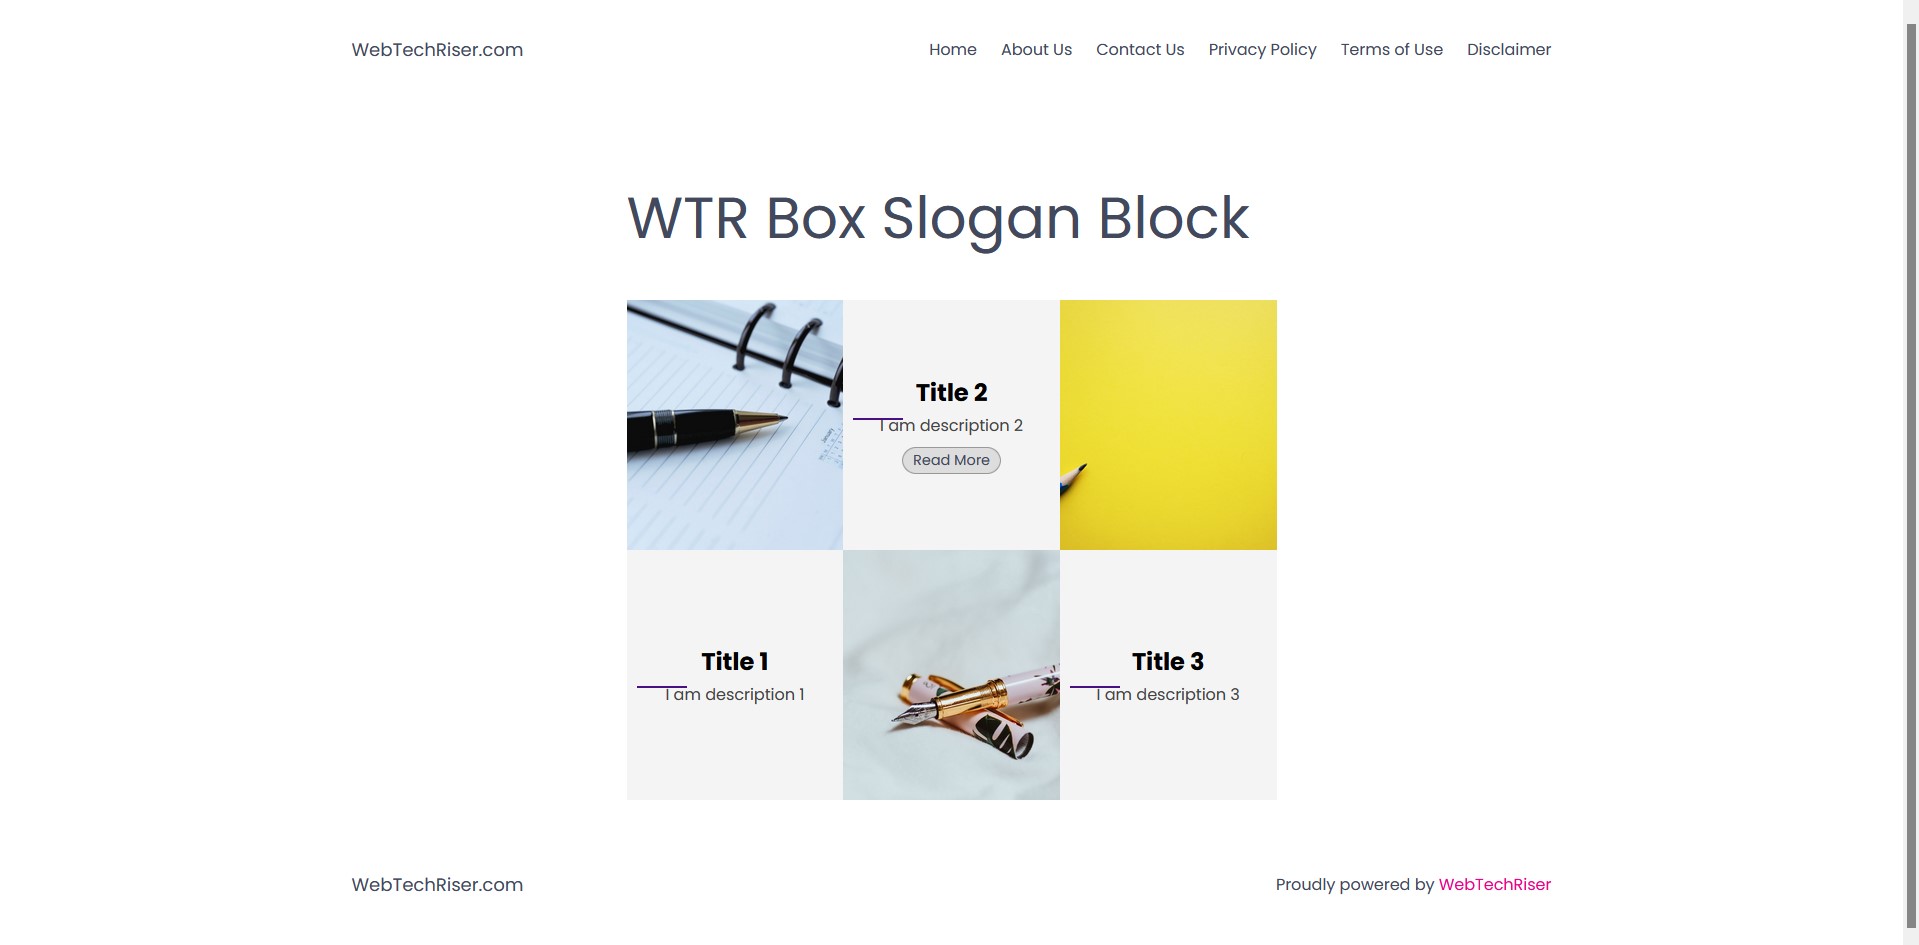 WebTechRiser.com
Home About Us Contact Us Privacy Policy Terms of Use Disclaimer
WTR Box Slogan Block
Title 2
I am description 2
Read More
Title 1
I am description 1
Title 3
I am description 3
WebTechRiser.com
Proudly powered by WebTechRiser